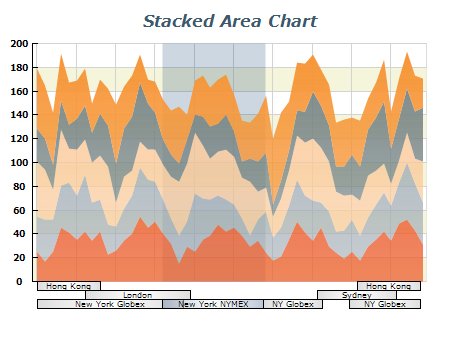 Stacked Area Chart
200
180
160
140
120
100
80
60
40
20
0
Hong Kong Hong Kong
London Sydney
New York Globex New York NYMEX NY Globex NY Globex